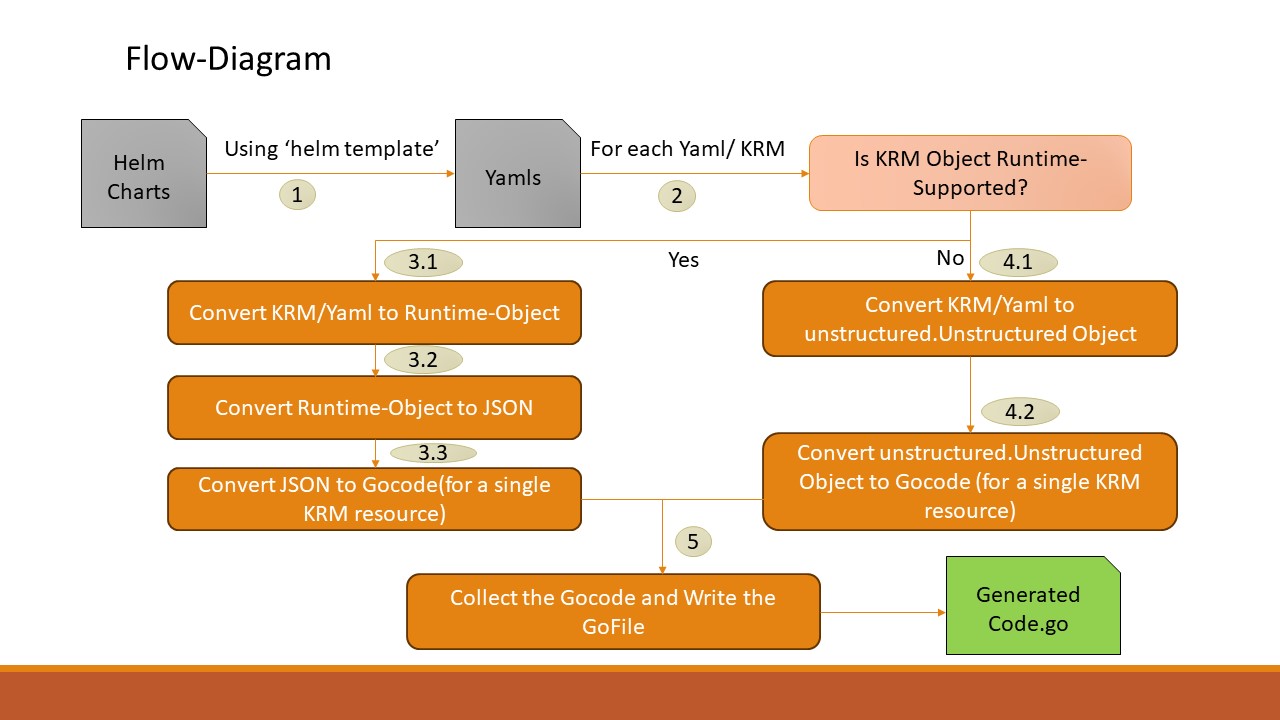 Flow-Diagram
Helm
Charts
Using ‘helm template’
1
Yamls
For each Yaml/ KRM
2
Is KRM Object Runtime-
Supported?
Yes
No
3.1
4.1
Convert KRM/Yaml to Runtime-Object
Convert KRM/Yaml to
unstructured.Unstructured Object
3.2
Convert Runtime-Object to JSON
4.2
3.3
Convert JSON to Gocode(for a single
KRM resource)
Convert unstructured.Unstructured
Object to Gocode (for a single KRM
resource)
5
Collect the Gocode and Write the
GoFile
Generated
Code.go